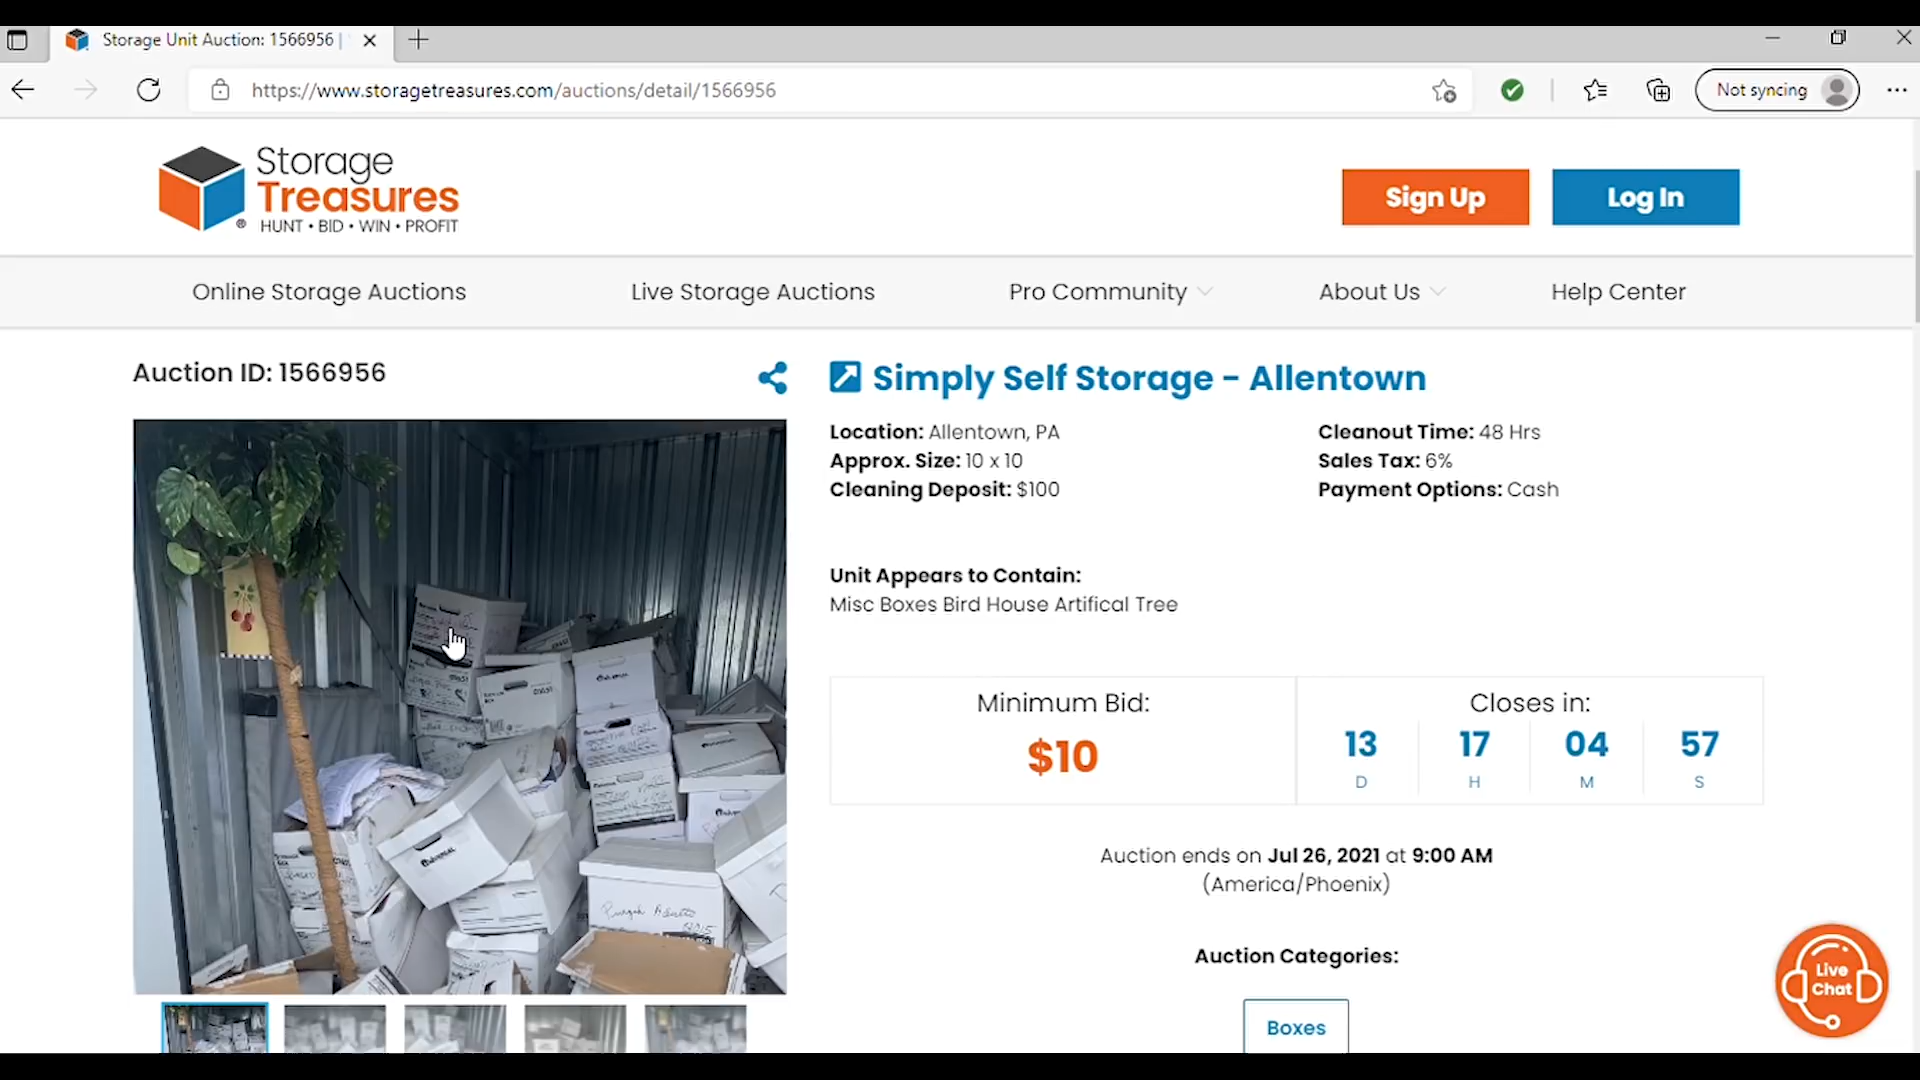 Storage Unit Auction: 1566956 |
https://www.storagetreasures.com/auctions/detail/1566956
Not syncing
Storage
Treasures
®
HUNT • BID • WIN • PROFIT
Sign Up
Log In
Online Storage Auctions
Live Storage Auctions
Pro Community
About Us
Help Center
Auction ID: 1566956
Simply Self Storage - Allentown
Location: Allentown, PA
Cleanout Time: 48 Hrs
Approx. Size: 10 x 10
Sales Tax: 6%
Cleaning Deposit: $100
Payment Options: Cash
Unit Appears to Contain:
Misc Boxes Bird House Artifical Tree
Minimum Bid:
$10
Closes in:
13
17
04
57
D
H
M
S
Auction ends on Jul 26, 2021 at 9:00 AM
(America/Phoenix)
Auction Categories:
Boxes
Live
Chat
UNIVERSAL